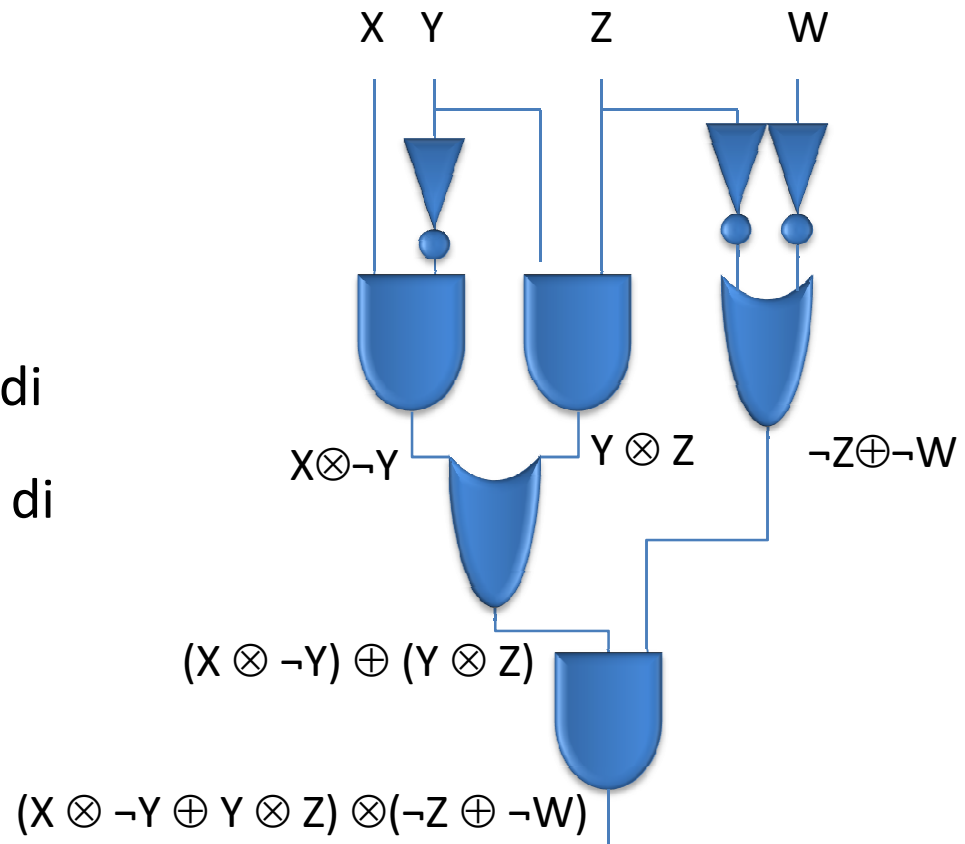 X Y Z W
di
X⊗¬Y Y ⊗ Z ¬Z⊕¬W
di
(X ⊗ ¬Y) ⊕ (Y ⊗ Z)
(X ⊗ ¬Y ⊕ Y ⊗ Z) ⊗(¬Z ⊕ ¬W)